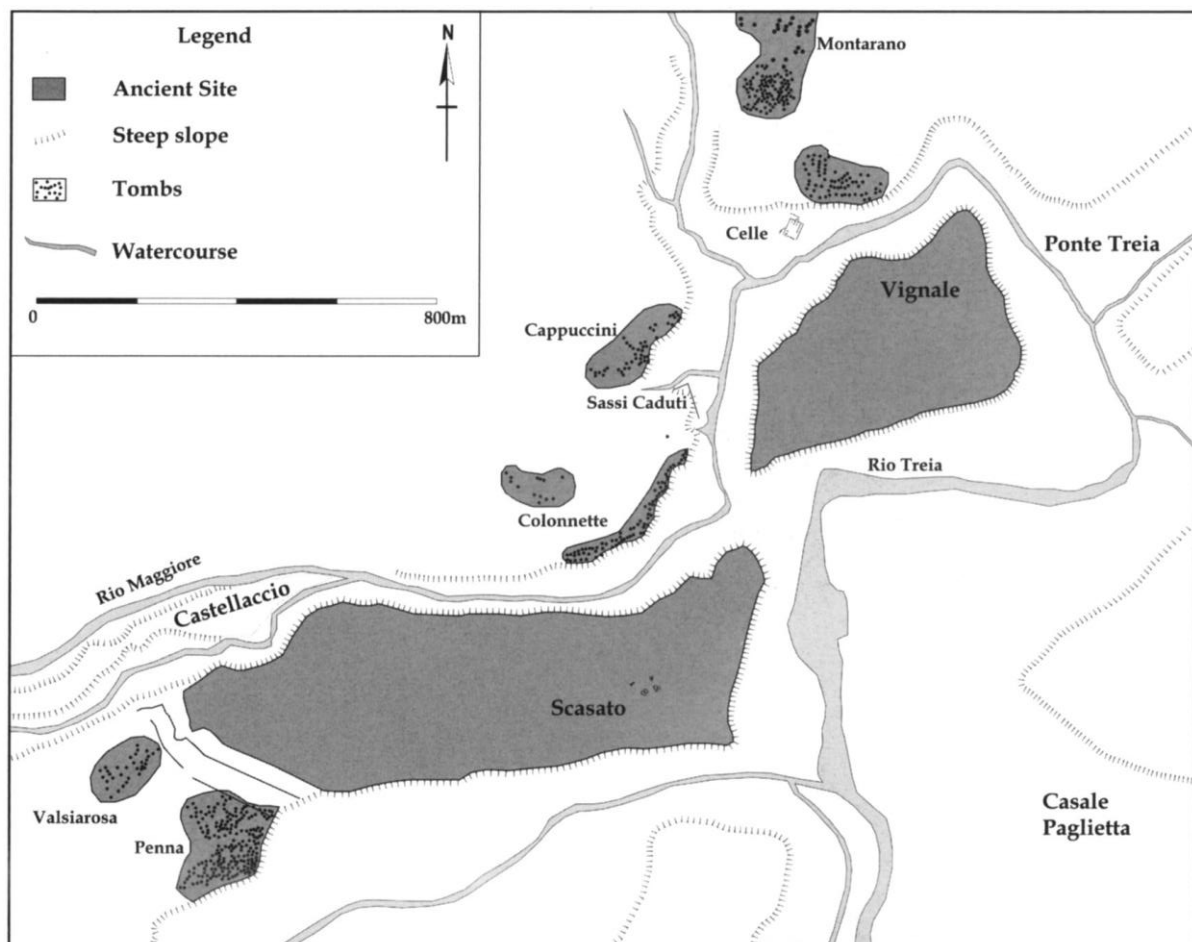 Legend
N
Ancient Site
Steep slope
Tombs
Watercourse
0
800m
Montarano
Celle
Ponte Treia
Vignale
Cappuccini
Sassi Caduti
Rio Treia
Colonnette
Rio Maggiore
Castellaccio
Scasato
Valsiarosa
Penna
Casale
Paglietta